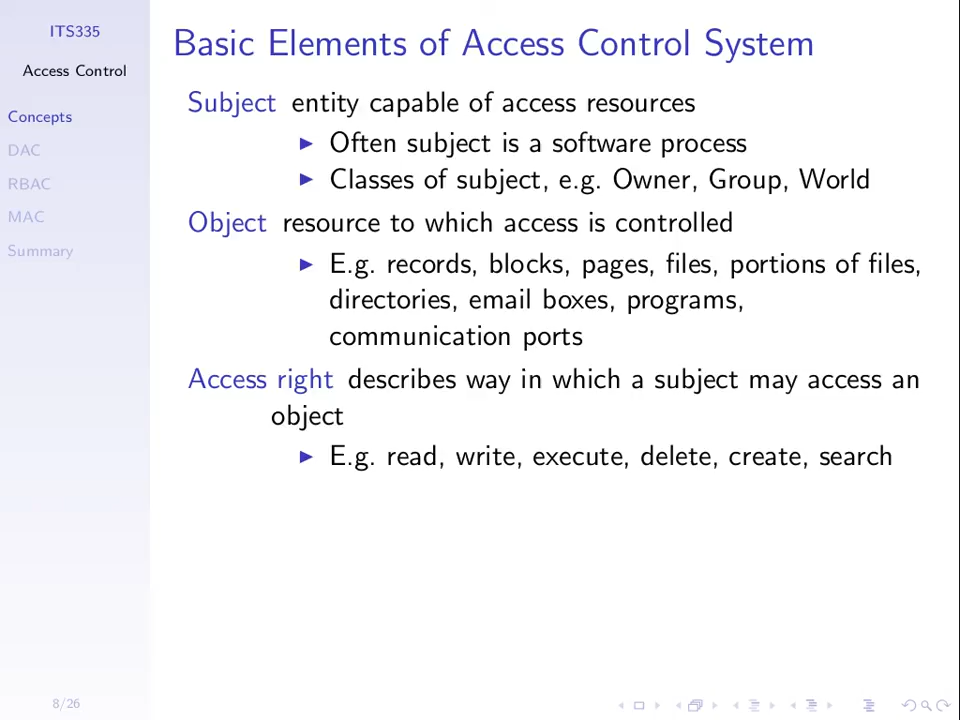 ITS335
Access Control
Concepts
DAC
RBAC
MAC
Summary
Basic Elements of Access Control System
Subject entity capable of access resources
Often subject is a software process
Classes of subject, e.g. Owner, Group, World
Object resource to which access is controlled
E.g. records, blocks, pages, files, portions of files,
directories, email boxes, programs,
communication ports
Access right describes way in which a subject may access an
object
E.g. read, write, execute, delete, create, search
8/26